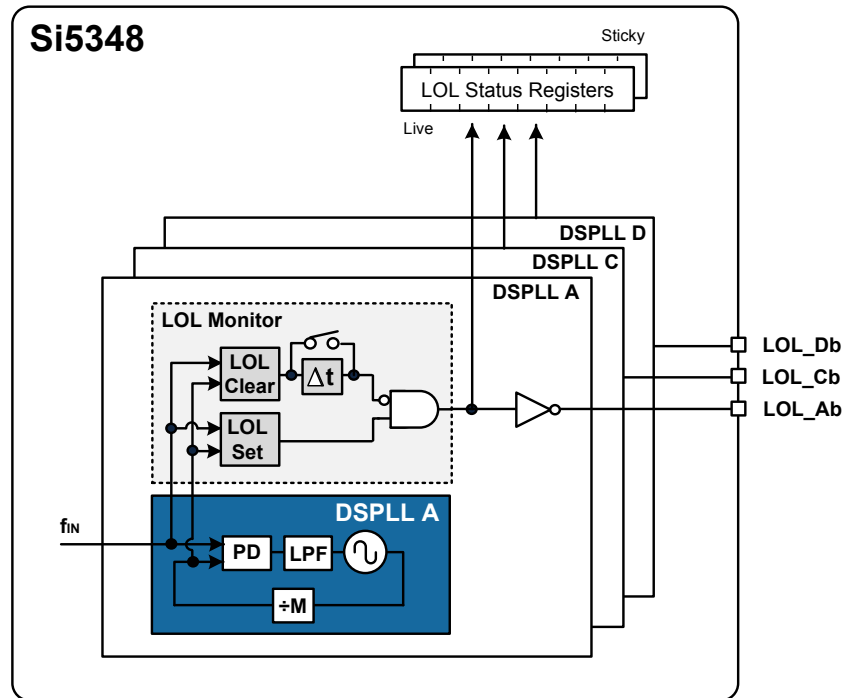 Si5348
Sticky
LOL Status Registers
Live
DSPLL D
DSPLL C
DSPLL A
LOL Monitor
LOL
Clear
Δt
LOL
Set
LOL_Db
LOL_Cb
LOL_Ab
DSPLL A
fIN
PD
LPF
÷M